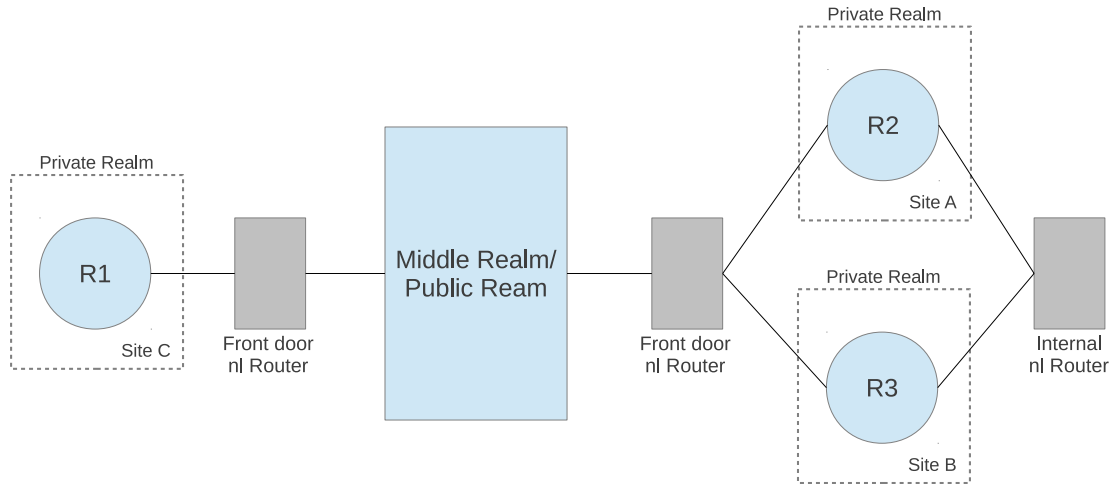 Private Realm
R1
Site C
Front door
nl Router
Middle Realm/
Public Ream
Front door
nl Router
Private Realm
R2
Site A
Private Realm
R3
Site B
Internal
nl Router